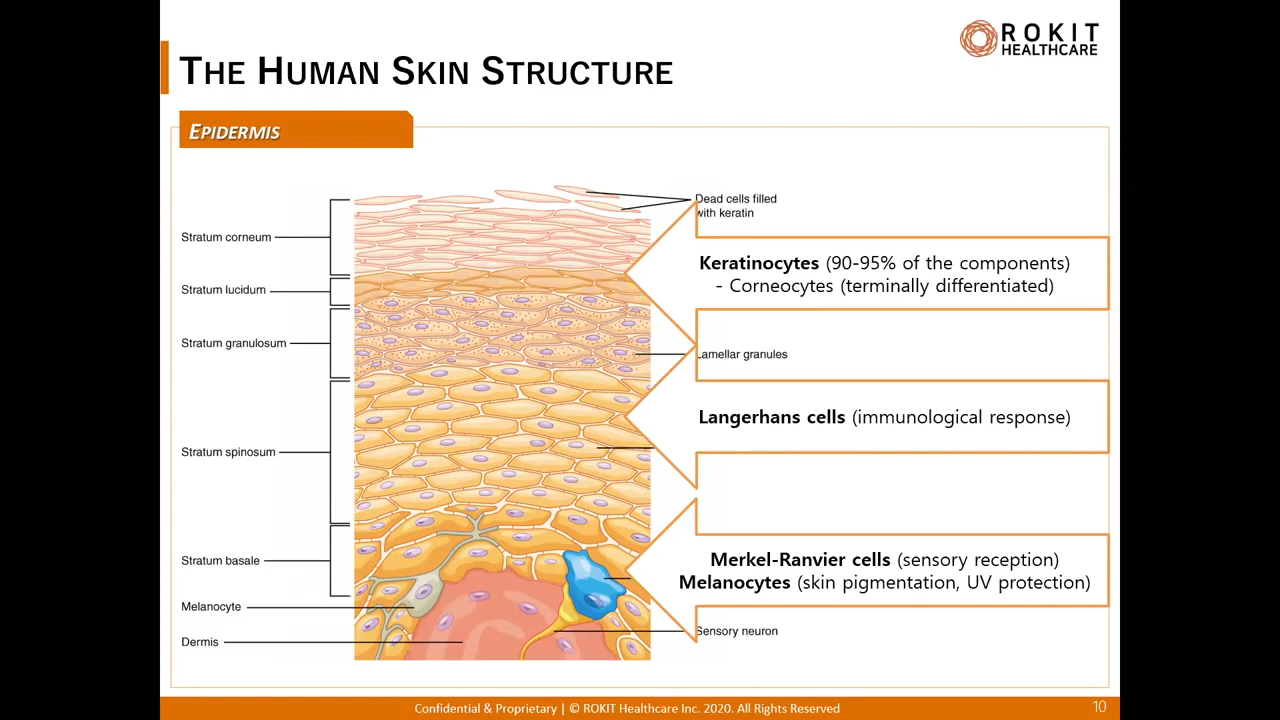 ROKIT
HEALTHCARE
THE HUMAN SKIN STRUCTURE
EPIDERMIS
Dead cells filled
with keratin
Stratum corneum
Keratinocytes (90-95% of the components)
- Corneocytes (terminally differentiated)
Stratum lucidum
Stratum granulosum
Lamellar granules
Langerhans cells (immunological response)
Stratum spinosum
Stratum basale
Merkel-Ranvier cells (sensory reception)
Melanocytes (skin pigmentation, UV protection)
Melanocyte
Sensory neuron
Dermis
Confidential & Proprietary | © ROKIT Healthcare Inc. 2020. All Rights Reserved
10